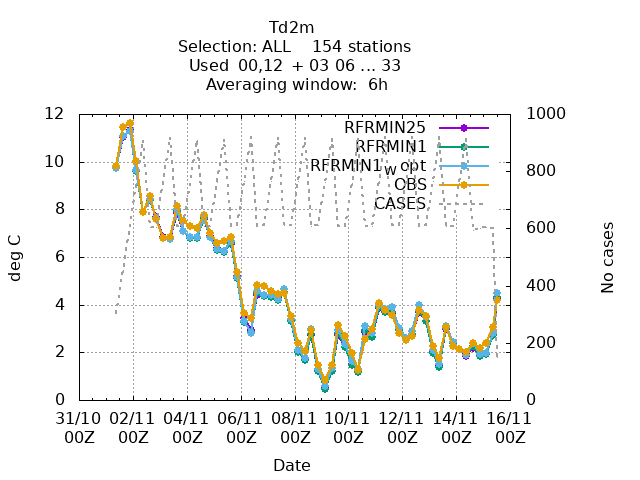 Td2m
Selection: ALL    154 stations
Used 00,12 + 03 06 ... 33
Averaging window:  6h
RFRMIN25
RFRMIN1
RFRMIN1w opt
OBS
CASES
deg C
No cases
12
10
8
6
4
2
0
1000
800
600
400
200
0
31/10 02/11 04/11 06/11 08/11 10/11 12/11 14/11 16/11
00Z 00Z 00Z 00Z 00Z 00Z 00Z 00Z 00Z
Date